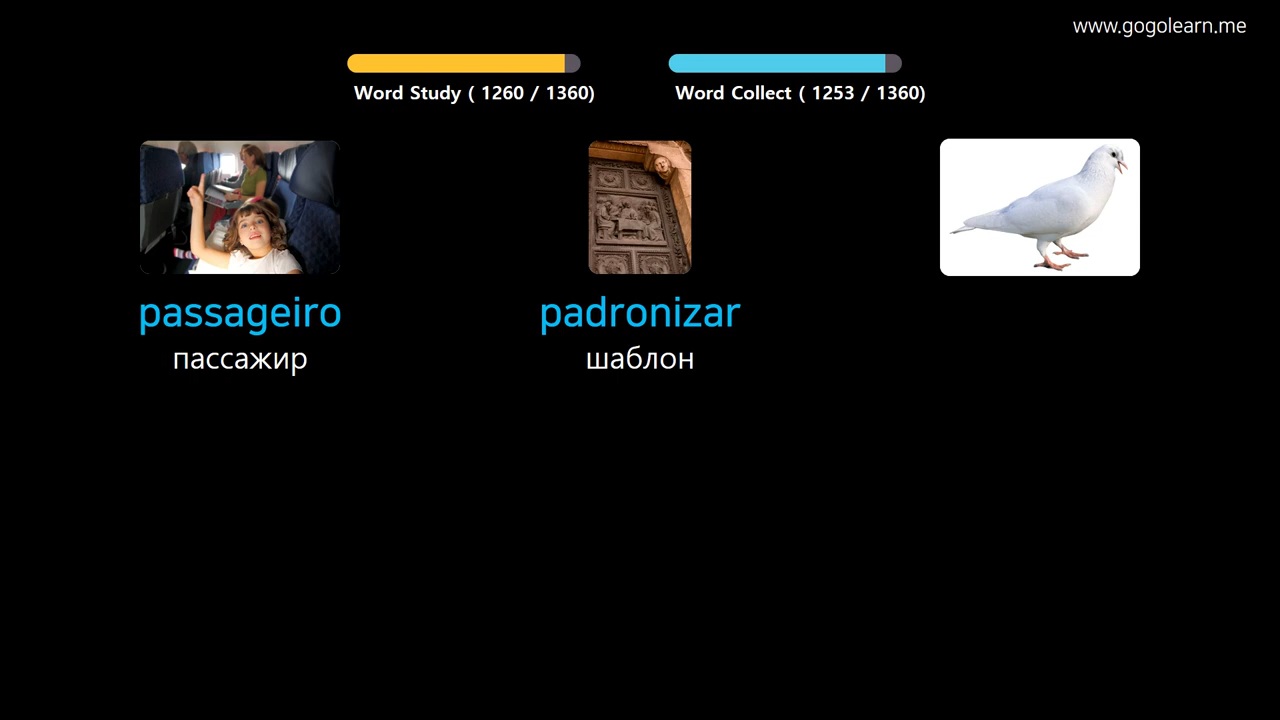 www.gogolearn.me
Word Study ( 1260 / 1360)
Word Collect ( 1253 / 1360)
passageiro
padronizar
пассажир
шаблон